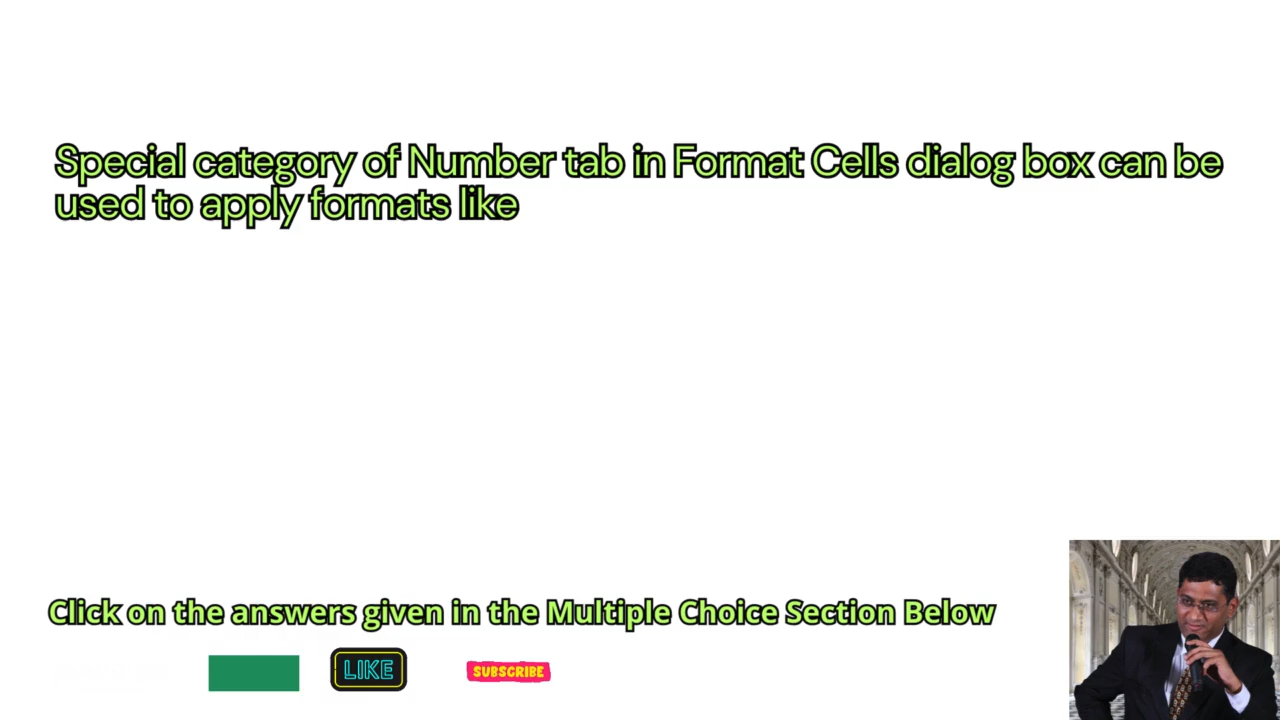 Special category of Number tab in Format Cells dialog box can be
used to apply formats like
Click on the answers given in the Multiple Choice Section Below
LIKE
SUBSCRIBE